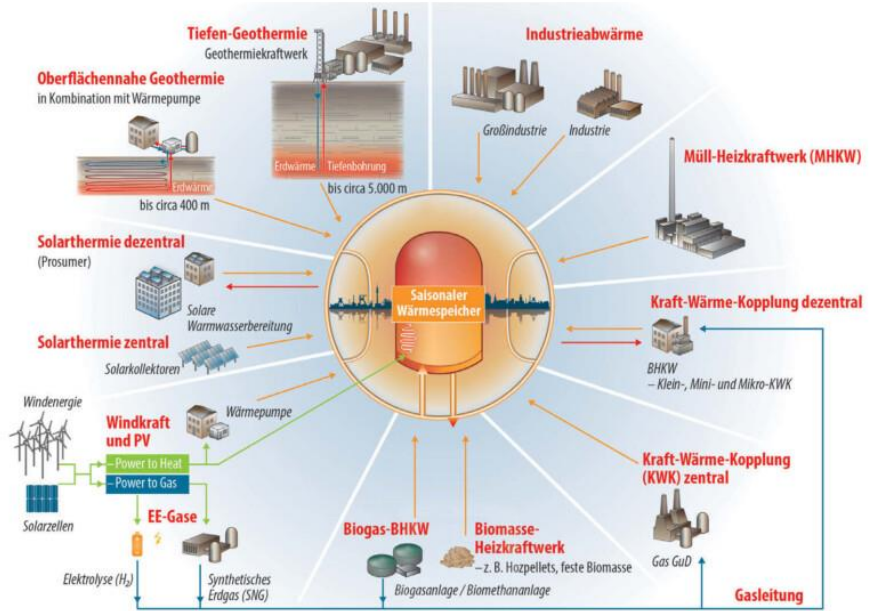 Tiefen-Geothermie
Geothermiekraftwerk
Erdwärme
Tiefenbohrung
bis circa 5.000 m
Industrieabwärme
Großindustrie
Industrie
Oberflächennahe Geothermie
in Kombination mit Wärmepumpe
Erdwärme
bis circa 400 m
Müll-Heizkraftwerk (MHKW)
Solarthermie dezentral
(Prosumer)
Solare
Warmwasserbereitung
Saisonaler
Wärmespeicher
Kraft-Wärme-Kopplung dezentral
BHKW
– Klein-, Mini- und Mikro-KWK
Solarthermie zentral
Solarkollektoren
Windenergie
Windkraft
und PV
Wärmepumpe
– Power to Heat
– Power to Gas
Solarzellen
EE-Gase
Elektrolyse (H₂)
Synthetisches
Erdgas (SNG)
Biogas-BHKW
Biogasanlage / Biomethananlage
Biomasse-
Heizkraftwerk
– z. B. Hozpellets, feste Biomasse
Kraft-Wärme-Kopplung
(KWK) zentral
Gas GuD
Gasleitung